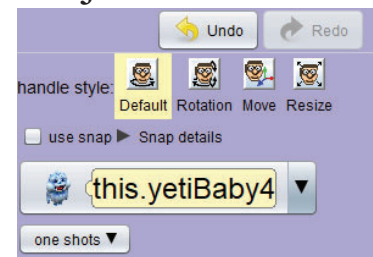 Undo Redo
handle style: Default Rotation Move Resize
use snap ▶ Snap details
this.yetiBaby4 ▼
one shots ▼